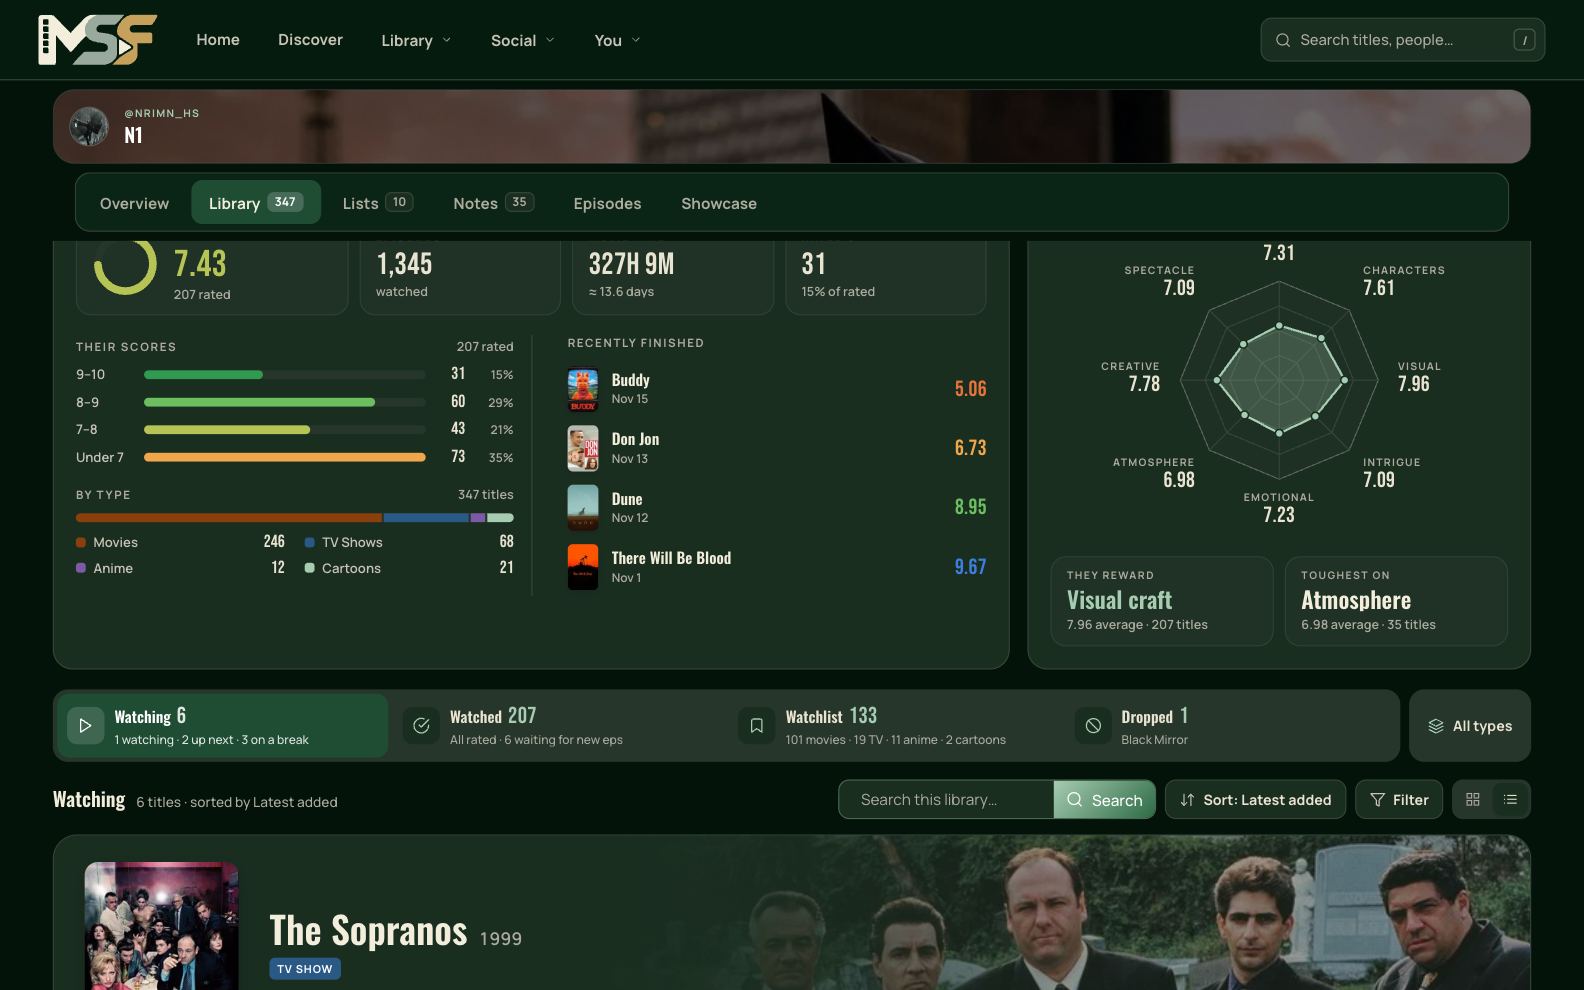 MSF
Home
Discover
Library
Social
You
Search titles, people...
/
@NRIMN_HS
N1
Overview
Library 347
Lists 10
Notes 35
Episodes
Showcase
7.43
207 rated
1,345
watched
327H 9M
≈ 13.6 days
31
15% of rated
THEIR SCORES
207 rated
9–10 31 15%
8–9 60 29%
7–8 43 21%
Under 7 73 35%
BY TYPE
347 titles
Movies 246
TV Shows 68
Anime 12
Cartoons 21
RECENTLY FINISHED
Buddy
Nov 15
5.06
Don Jon
Nov 13
6.73
Dune
Nov 12
8.95
There Will Be Blood
Nov 1
9.67
7.31
SPECTACLE
7.09
CHARACTERS
7.61
CREATIVE
7.78
VISUAL
7.96
ATMOSPHERE
6.98
INTRIGUE
7.09
EMOTIONAL
7.23
THEY REWARD
Visual craft
7.96 average · 207 titles
TOUGHEST ON
Atmosphere
6.98 average · 35 titles
Watching 6
1 watching · 2 up next · 3 on a break
Watched 207
All rated · 6 waiting for new eps
Watchlist 133
101 movies · 19 TV · 11 anime · 2 cartoons
Dropped 1
Black Mirror
All types
Watching 6 titles · sorted by Latest added
Search this library...
Search
Sort: Latest added
Filter
The Sopranos 1999
TV SHOW